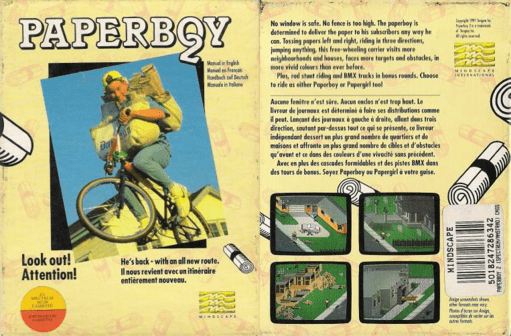 PAPERBOY
2
Manual in English
Manuel en Français
Handbuch auf Deutsch
Manuale in Italiano
Look out!
Attention!
He's back - with an all new route.
Il nous revient avec un itinéraire
entièrement nouveau.
MINDSCAPE
No window is safe. No fence is too high. The paperboy is
determined to deliver the paper to his subscribers any way he
can. Tossing papers left and right, riding in three directions,
jumping anything, this free-wheeling carrier visits more
neighbourhoods and houses, faces more targets and obstacles, in
more vivid colours than ever before.
Plus, rad stunt riding and BMX tracks in bonus rounds. Choose
to ride as either Paperboy or Papergirl too!
Aucune fenêtre n'est sûre. Aucun enclos n'est trop haut. Le
livreur de journaux est déterminé à faire ses distributions comme
il peut. Lançant des journaux à gauche à droite, allant dans trois
direction, sautant par-dessus tout ce qui se présente, ce livreur
indépendant dessert un plus grand nombre de quartiers et de
maisons et affronte un plus grand nombre de cibles et d'obstacles
qu'avant et ce dans des couleurs d'une vivacité sans précédent.
Avec en plus des cascades formidables et des pistes BMX dans
des tours de bonus. Soyez Paperboy ou Papergirl à votre guise.
MINDSCAPE
INTERNATIONAL
MINDSCAPE
5018247286342